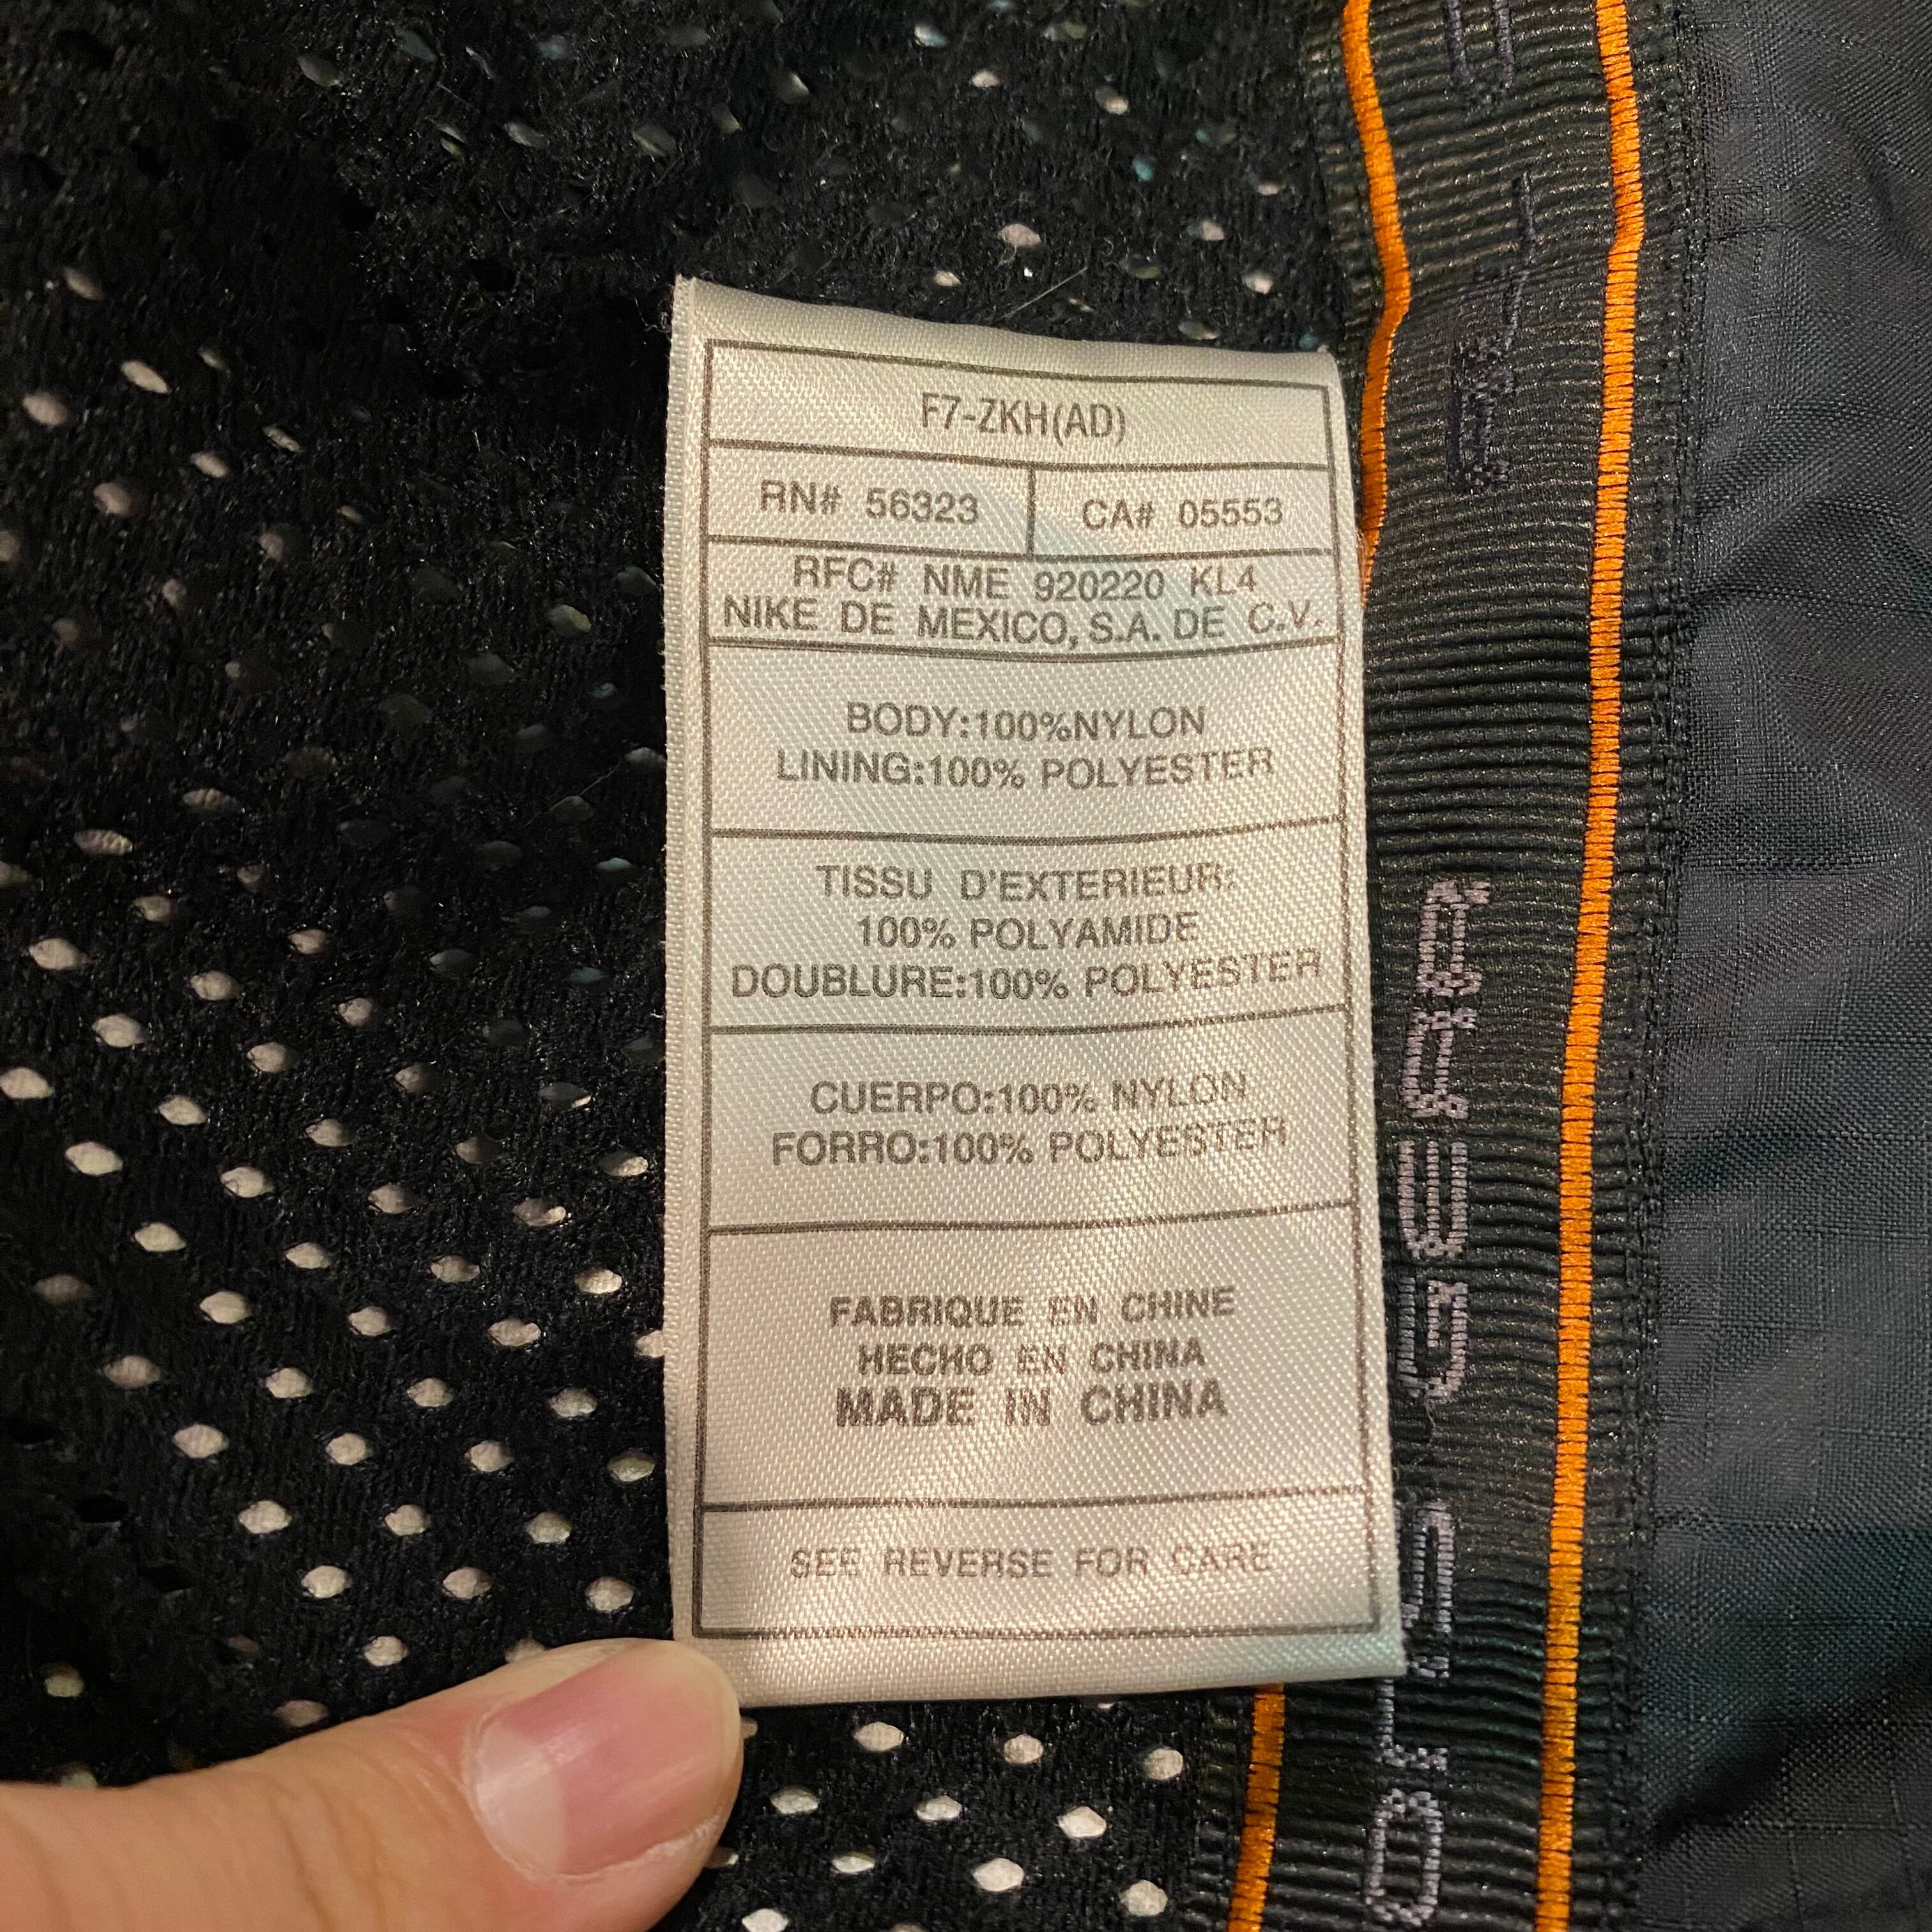 F7-ZKH(AD)
RN# 56323
CA# 05553
RFC# NME 920220 KL4
NIKE DE MEXICO, S.A. DE C.V.
BODY:100%NYLON
LINING:100% POLYESTER
TISSU D'EXTERIEUR:
100% POLYAMIDE
DOUBLURE:100% POLYESTER
CUERPO:100% NYLON
FORRO:100% POLYESTER
FABRIQUE EN CHINE
HECHO EN CHINA
MADE IN CHINA
SEE REVERSE FOR CARE
GEAR